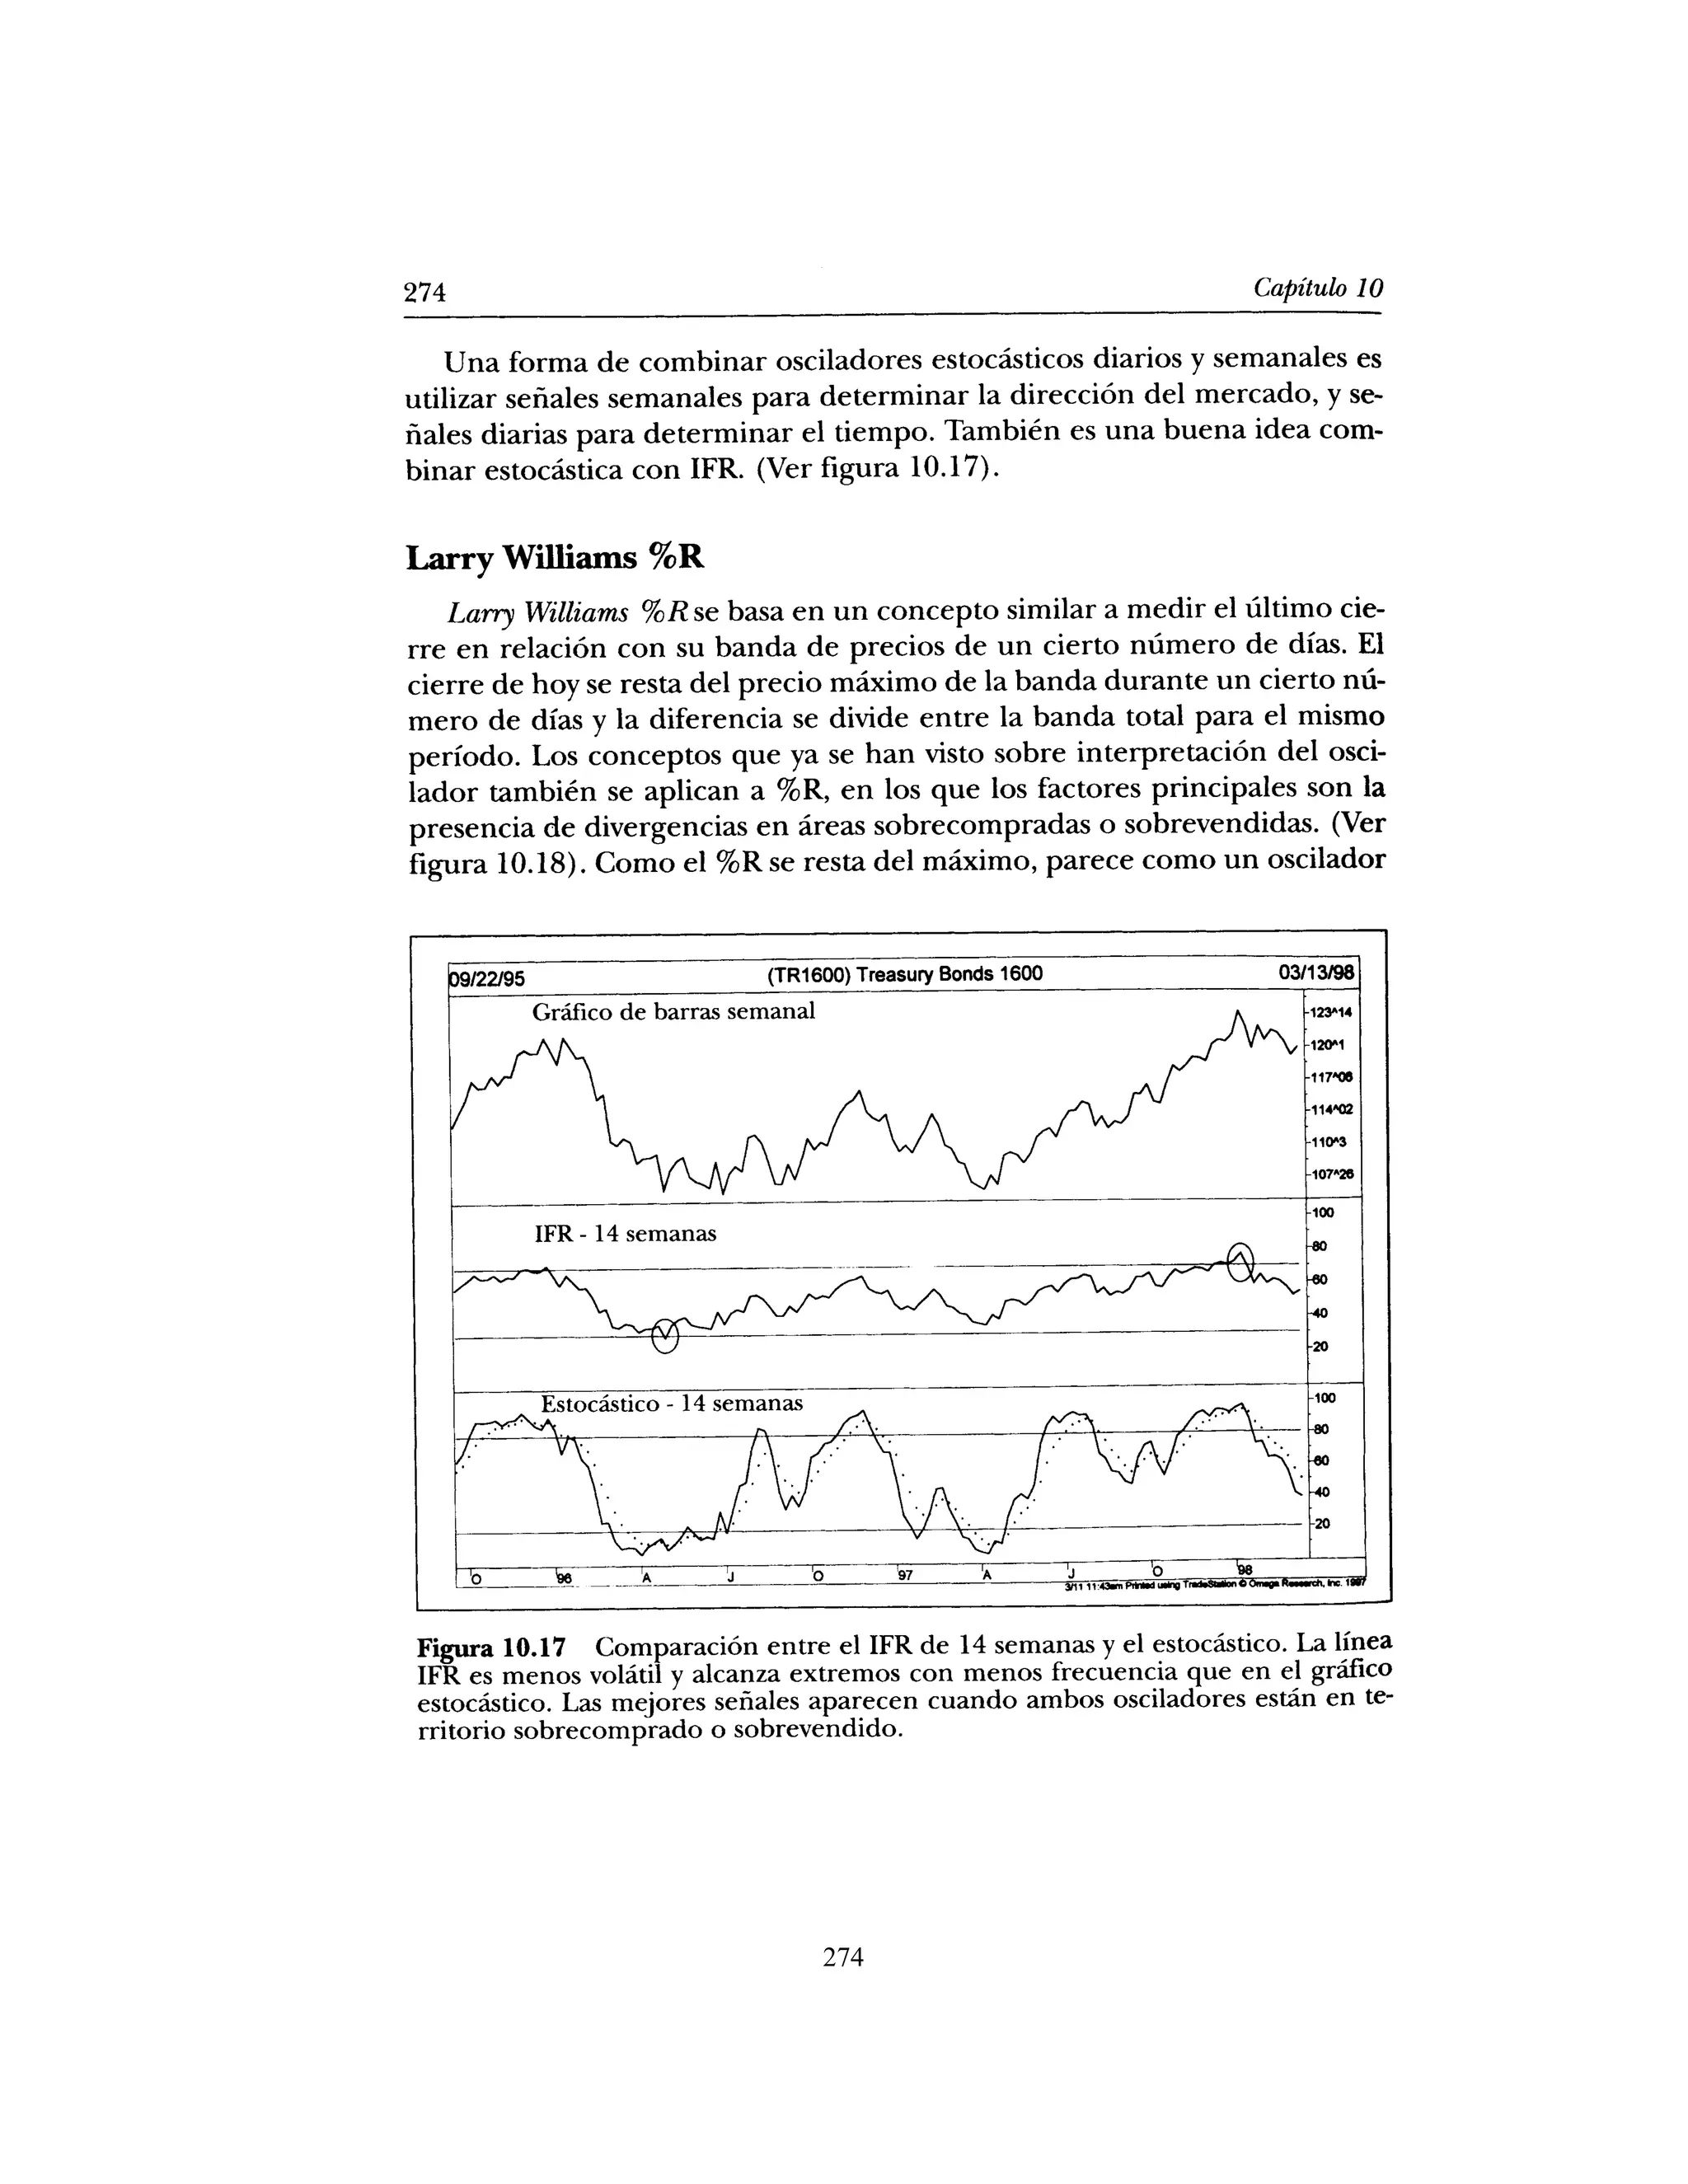 274
Capítulo 10
Una forma de combinar osciladores estocásticos diarios y semanales es
utilizar señales semanales para determinar la dirección del mercado, y se-
ñales diarias para determinar el tiempo. También es una buena idea com-
binar estocástica con IFR. (Ver figura 10.17).
Larry Williams %R
Larry Williams %R se basa en un concepto similar a medir el último cie-
rre en relación con su banda de precios de un cierto número de días. El
cierre de hoy se resta del precio máximo de la banda durante un cierto nú-
mero de días y la diferencia se divide entre la banda total para el mismo
período. Los conceptos que ya se han visto sobre interpretación del osci-
lador también se aplican a %R, en los que los factores principales son la
presencia de divergencias en áreas sobrecompradas o sobrevendidas. (Ver
figura 10.18). Como el %R se resta del máximo, parece como un oscilador
09/22/95
(TR1600) Treasury Bonds 1600
03/13/98
Gráfico de barras semanal
123^14
120^1
117^08
114^02
110^3
107^26
IFR - 14 semanas
100
80
60
40
20
Estocástico - 14 semanas
100
80
60
40
20
O 96 A J O 97 A J O 98
3/11 11:43am Printed using TradeStation © Omega Research, Inc. 1997
Figura 10.17 Comparación entre el IFR de 14 semanas y el estocástico. La línea
IFR es menos volátil y alcanza extremos con menos frecuencia que en el gráfico
estocástico. Las mejores señales aparecen cuando ambos osciladores están en te-
rritorio sobrecomprado o sobrevendido.
274